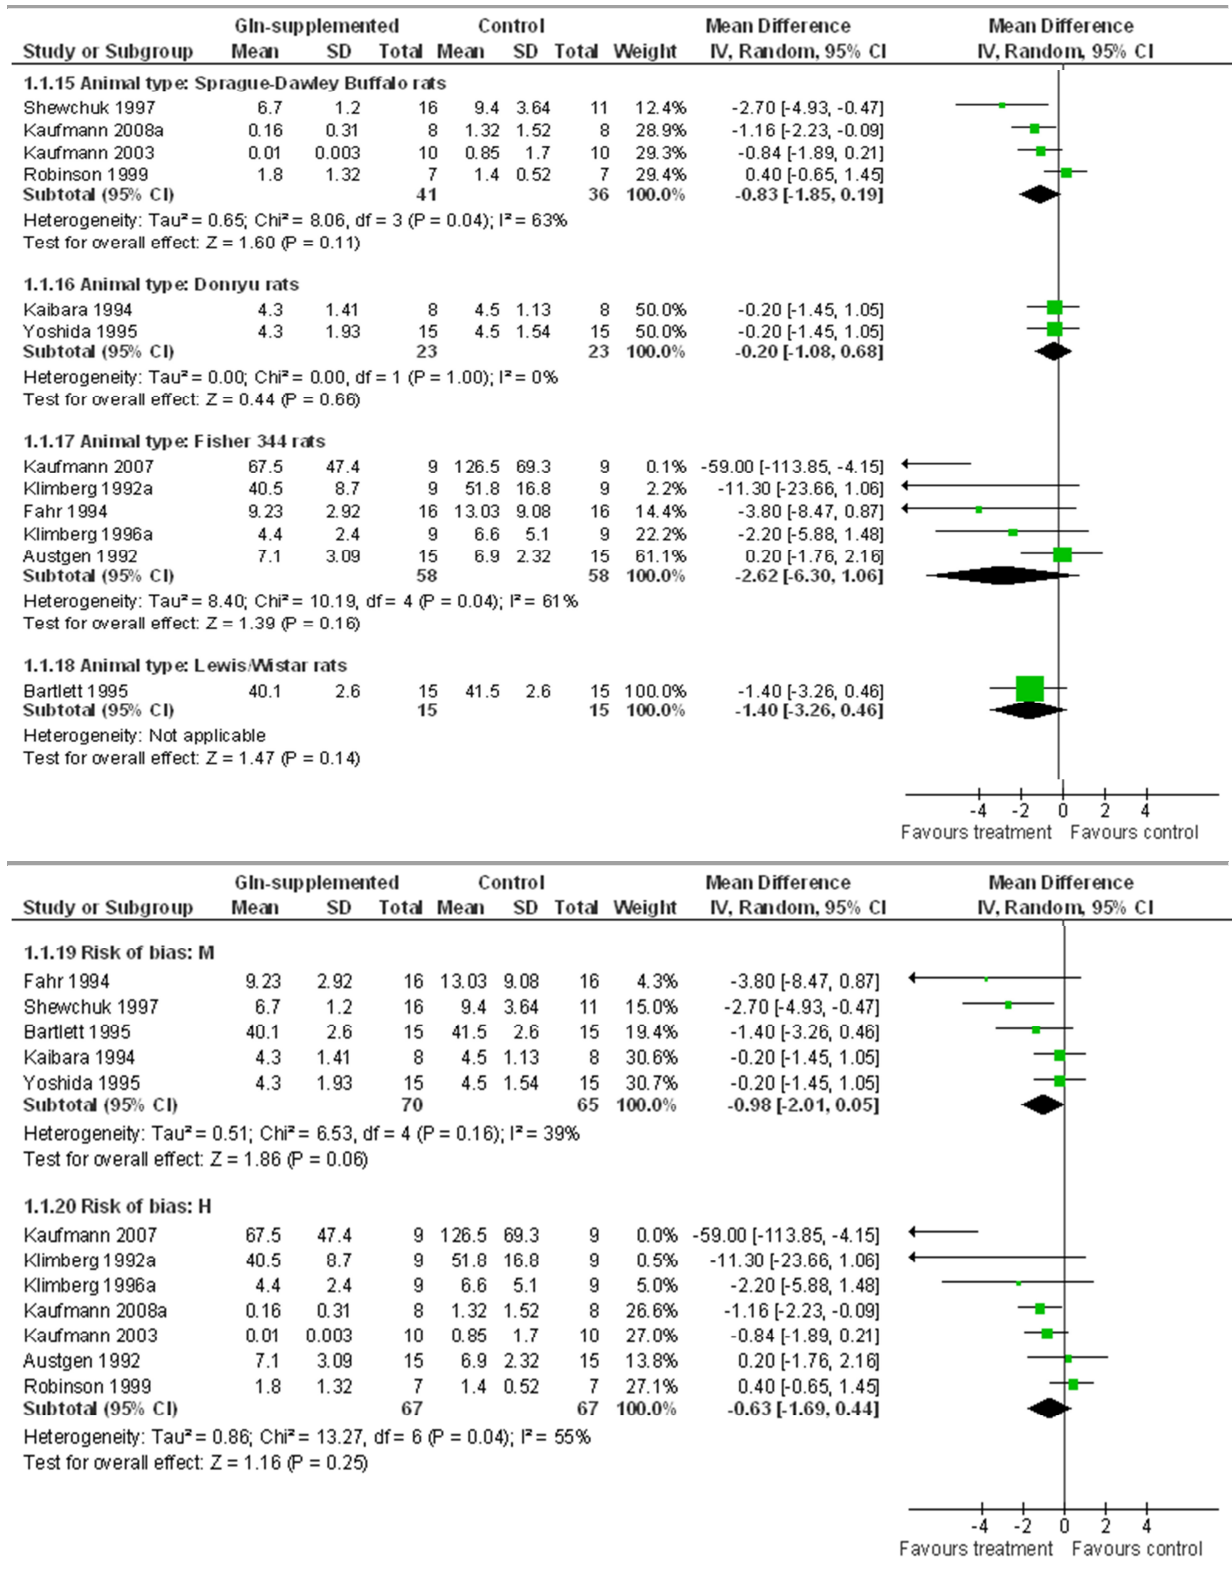 Gln-supplemented Control Mean Difference Mean Difference
Study or Subgroup Mean SD Total Mean SD Total Weight IV, Random, 95% CI IV, Random, 95% CI
1.1.15 Animal type: Sprague-Dawley Buffalo rats
Shewchuk 1997 6.7 1.2 16 9.4 3.64 11 12.4% -2.70 [-4.93, -0.47]
Kaufmann 2008a 0.16 0.31 8 1.32 1.52 8 28.9% -1.16 [-2.23, -0.09]
Kaufmann 2003 0.01 0.003 10 0.85 1.7 10 29.3% -0.84 [-1.89, 0.21]
Robinson 1999 1.8 1.32 7 1.4 0.52 7 29.4% 0.40 [-0.65, 1.45]
Subtotal (95% CI) 41 36 100.0% -0.83 [-1.85, 0.19]
Heterogeneity: Tau² = 0.65; Chi² = 8.06, df = 3 (P = 0.04); I² = 63%
Test for overall effect: Z = 1.60 (P = 0.11)
1.1.16 Animal type: Donryu rats
Kaibara 1994 4.3 1.41 8 4.5 1.13 8 50.0% -0.20 [-1.45, 1.05]
Yoshida 1995 4.3 1.93 15 4.5 1.54 15 50.0% -0.20 [-1.45, 1.05]
Subtotal (95% CI) 23 23 100.0% -0.20 [-1.08, 0.68]
Heterogeneity: Tau² = 0.00; Chi² = 0.00, df = 1 (P = 1.00); I² = 0%
Test for overall effect: Z = 0.44 (P = 0.66)
1.1.17 Animal type: Fisher 344 rats
Kaufmann 2007 67.5 47.4 9 126.5 69.3 9 0.1% -59.00 [-113.85, -4.15]
Klimberg 1992a 40.5 8.7 9 51.8 16.8 9 2.2% -11.30 [-23.66, 1.06]
Fahr 1994 9.23 2.92 16 13.03 9.08 16 14.4% -3.80 [-8.47, 0.87]
Klimberg 1996a 4.4 2.4 9 6.6 5.1 9 22.2% -2.20 [-5.88, 1.48]
Austgen 1992 7.1 3.09 15 6.9 2.32 15 61.1% 0.20 [-1.76, 2.16]
Subtotal (95% CI) 58 58 100.0% -2.62 [-6.30, 1.06]
Heterogeneity: Tau² = 8.40; Chi² = 10.19, df = 4 (P = 0.04); I² = 61%
Test for overall effect: Z = 1.39 (P = 0.16)
1.1.18 Animal type: Lewis/Wistar rats
Bartlett 1995 40.1 2.6 15 41.5 2.6 15 100.0% -1.40 [-3.26, 0.46]
Subtotal (95% CI) 15 15 100.0% -1.40 [-3.26, 0.46]
Heterogeneity: Not applicable
Test for overall effect: Z = 1.47 (P = 0.14)
-4 -2 0 2 4
Favours treatment Favours control
Gln-supplemented Control Mean Difference Mean Difference
Study or Subgroup Mean SD Total Mean SD Total Weight IV, Random, 95% CI IV, Random, 95% CI
1.1.19 Risk of bias: M
Fahr 1994 9.23 2.92 16 13.03 9.08 16 4.3% -3.80 [-8.47, 0.87]
Shewchuk 1997 6.7 1.2 16 9.4 3.64 11 15.0% -2.70 [-4.93, -0.47]
Bartlett 1995 40.1 2.6 15 41.5 2.6 15 19.4% -1.40 [-3.26, 0.46]
Kaibara 1994 4.3 1.41 8 4.5 1.13 8 30.6% -0.20 [-1.45, 1.05]
Yoshida 1995 4.3 1.93 15 4.5 1.54 15 30.7% -0.20 [-1.45, 1.05]
Subtotal (95% CI) 70 65 100.0% -0.98 [-2.01, 0.05]
Heterogeneity: Tau² = 0.51; Chi² = 6.53, df = 4 (P = 0.16); I² = 39%
Test for overall effect: Z = 1.86 (P = 0.06)
1.1.20 Risk of bias: H
Kaufmann 2007 67.5 47.4 9 126.5 69.3 9 0.0% -59.00 [-113.85, -4.15]
Klimberg 1992a 40.5 8.7 9 51.8 16.8 9 0.5% -11.30 [-23.66, 1.06]
Klimberg 1996a 4.4 2.4 9 6.6 5.1 9 5.0% -2.20 [-5.88, 1.48]
Kaufmann 2008a 0.16 0.31 8 1.32 1.52 8 26.6% -1.16 [-2.23, -0.09]
Kaufmann 2003 0.01 0.003 10 0.85 1.7 10 27.0% -0.84 [-1.89, 0.21]
Austgen 1992 7.1 3.09 15 6.9 2.32 15 13.8% 0.20 [-1.76, 2.16]
Robinson 1999 1.8 1.32 7 1.4 0.52 7 27.1% 0.40 [-0.65, 1.45]
Subtotal (95% CI) 67 67 100.0% -0.63 [-1.69, 0.44]
Heterogeneity: Tau² = 0.86; Chi² = 13.27, df = 6 (P = 0.04); I² = 55%
Test for overall effect: Z = 1.16 (P = 0.25)
-4 -2 0 2 4
Favours treatment Favours control